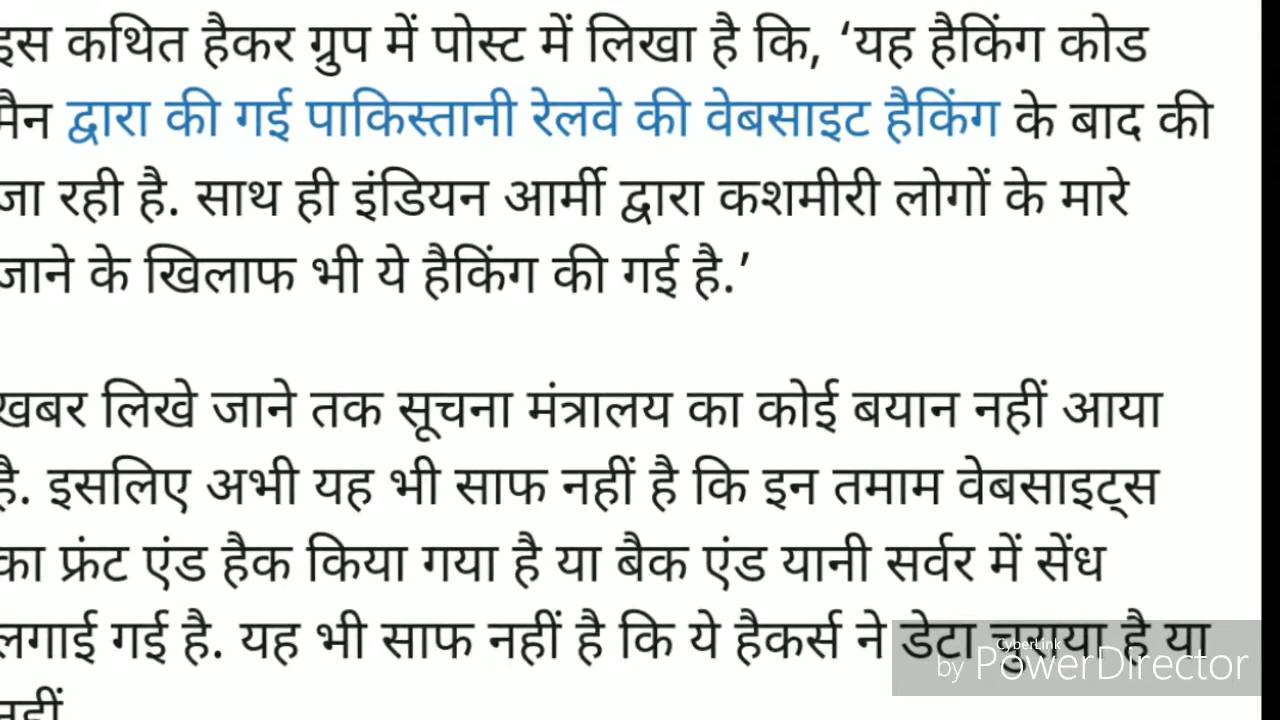 इस कथित हैकर ग्रुप में पोस्ट में लिखा है कि, ‘यह हैकिंग कोड
मैन द्वारा की गई पाकिस्तानी रेलवे की वेबसाइट हैकिंग के बाद की
जा रही है. साथ ही इंडियन आर्मी द्वारा कशमीरी लोगों के मारे
जाने के खिलाफ भी ये हैकिंग की गई है.’
खबर लिखे जाने तक सूचना मंत्रालय का कोई बयान नहीं आया
है. इसलिए अभी यह भी साफ नहीं है कि इन तमाम वेबसाइट्स
का फ्रंट एंड हैक किया गया है या बैक एंड यानी सर्वर में सेंध
लगाई गई है. यह भी साफ नहीं है कि ये हैकर्स ने डेटा चुराया है या
नहीं
CyberLink
by PowerDirector